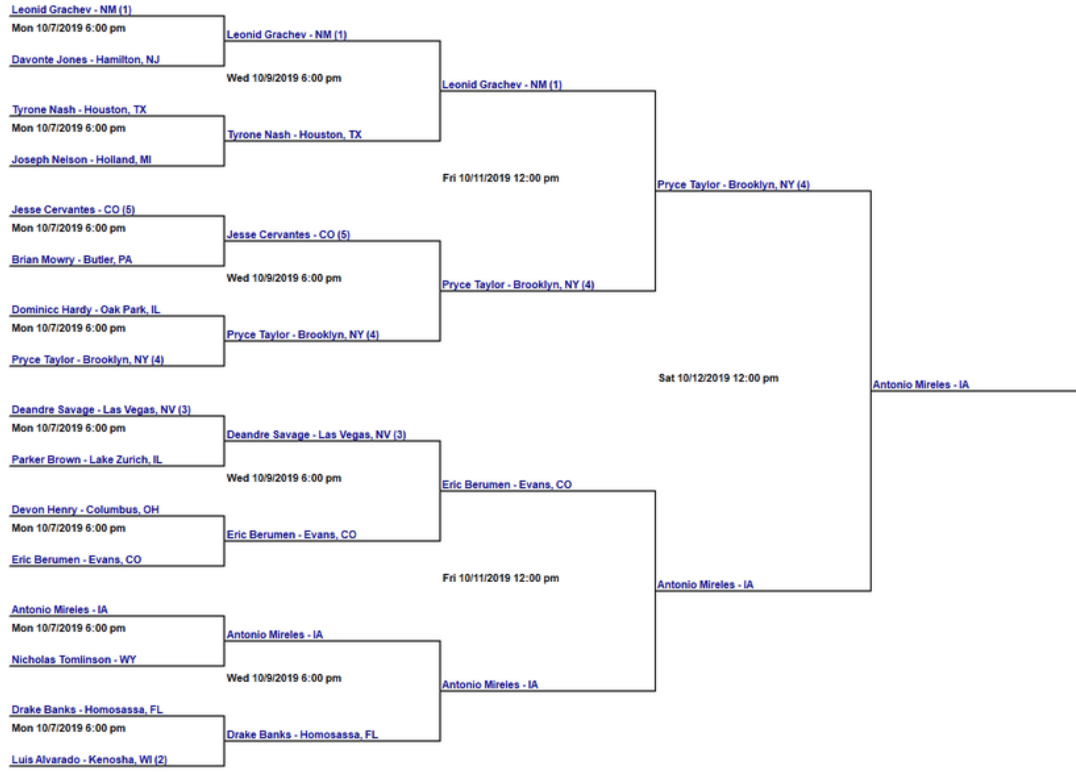 Leonid Grachev - NM (1)
Mon 10/7/2019 6:00 pm
Leonid Grachev - NM (1)
Davonte Jones - Hamilton, NJ
Wed 10/9/2019 6:00 pm
Leonid Grachev - NM (1)
Tyrone Nash - Houston, TX
Mon 10/7/2019 6:00 pm
Tyrone Nash - Houston, TX
Joseph Nelson - Holland, MI
Fri 10/11/2019 12:00 pm
Pryce Taylor - Brooklyn, NY (4)
Jesse Cervantes - CO (5)
Mon 10/7/2019 6:00 pm
Jesse Cervantes - CO (5)
Brian Mowry - Butler, PA
Wed 10/9/2019 6:00 pm
Pryce Taylor - Brooklyn, NY (4)
Dominicc Hardy - Oak Park, IL
Mon 10/7/2019 6:00 pm
Pryce Taylor - Brooklyn, NY (4)
Pryce Taylor - Brooklyn, NY (4)
Sat 10/12/2019 12:00 pm
Antonio Mireles - IA
Deandre Savage - Las Vegas, NV (3)
Mon 10/7/2019 6:00 pm
Deandre Savage - Las Vegas, NV (3)
Parker Brown - Lake Zurich, IL
Wed 10/9/2019 6:00 pm
Eric Berumen - Evans, CO
Devon Henry - Columbus, OH
Mon 10/7/2019 6:00 pm
Eric Berumen - Evans, CO
Eric Berumen - Evans, CO
Fri 10/11/2019 12:00 pm
Antonio Mireles - IA
Antonio Mireles - IA
Mon 10/7/2019 6:00 pm
Antonio Mireles - IA
Nicholas Tomlinson - WY
Wed 10/9/2019 6:00 pm
Antonio Mireles - IA
Drake Banks - Homosassa, FL
Mon 10/7/2019 6:00 pm
Drake Banks - Homosassa, FL
Luis Alvarado - Kenosha, WI (2)